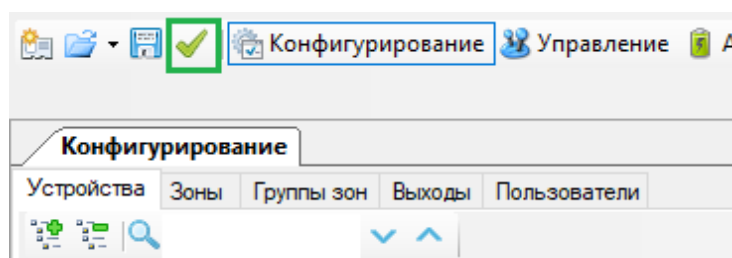 Конфигурирование Управление А
Конфигурирование
Устройства Зоны Группы зон Выходы Пользователи